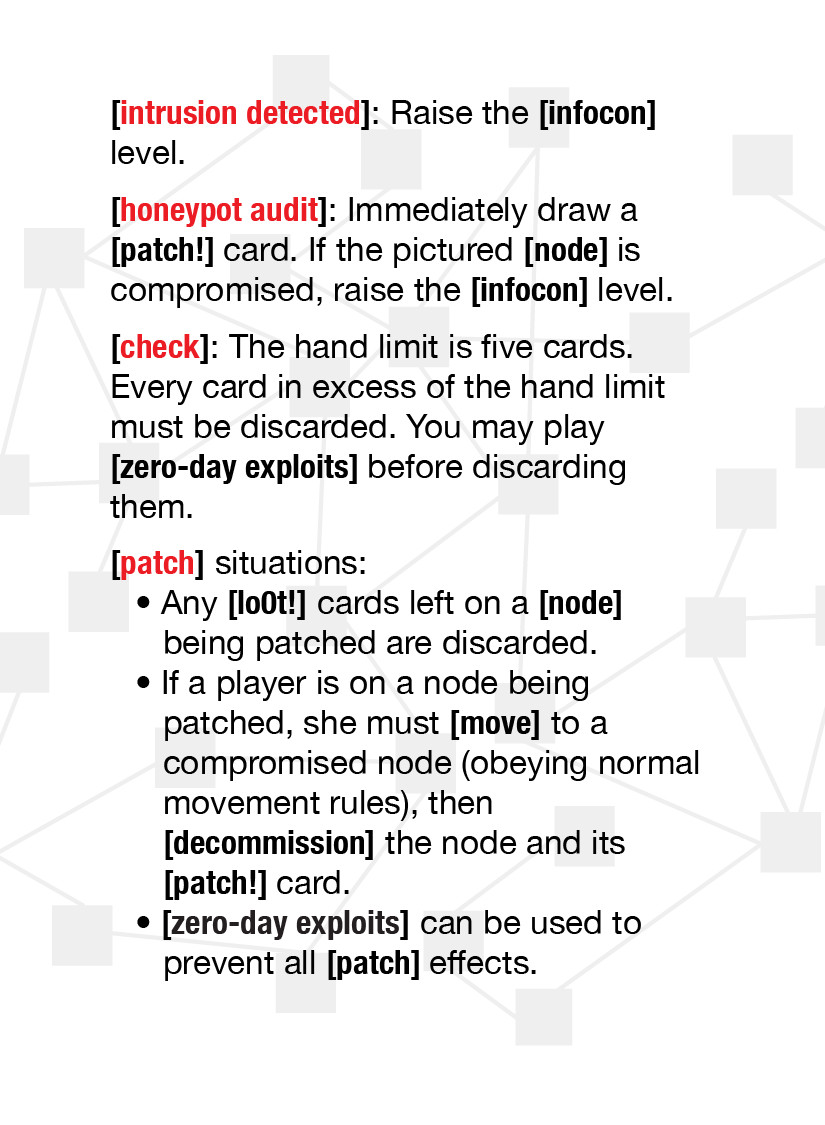 [intrusion detected]: Raise the [infocon]
level.
[honeypot audit]: Immediately draw a
[patch!] card. If the pictured [node] is
compromised, raise the [infocon] level.
[check]: The hand limit is five cards.
Every card in excess of the hand limit
must be discarded. You may play
[zero-day exploits] before discarding
them.
[patch] situations:
• Any [lo0t!] cards left on a [node]
being patched are discarded.
• If a player is on a node being
patched, she must [move] to a
compromised node (obeying normal
movement rules), then
[decommission] the node and its
[patch!] card.
• [zero-day exploits] can be used to
prevent all [patch] effects.